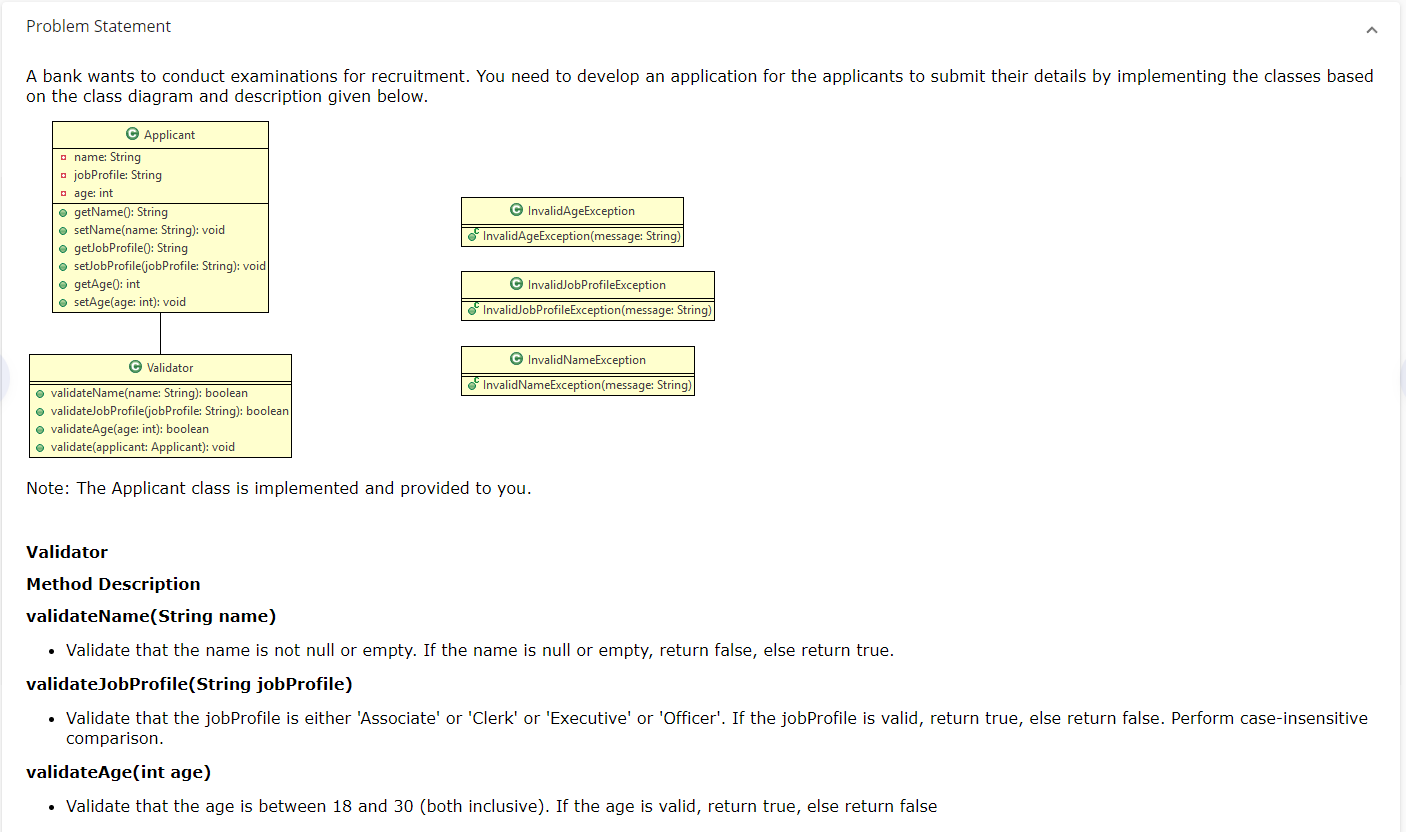 Problem Statement
A bank wants to conduct examinations for recruitment. You need to develop an application for the applicants to submit their details by implementing the classes based
on the class diagram and description given below.
C Applicant
name: String
jobProfile: String
age: int
getName(): String
setName(name: String): void
getJobProfile(): String
setJobProfile(jobProfile: String): void
getAge(): int
setAge(age: int): void
C Validator
validateName(name: String): boolean
validateJobProfile(jobProfile: String): boolean
validateAge(age: int): boolean
validate(applicant: Applicant): void
C InvalidAgeException
c InvalidAgeException(message: String)
C InvalidJobProfileException
c InvalidJobProfileException(message: String)
C InvalidNameException
c InvalidNameException(message: String)
Note: The Applicant class is implemented and provided to you.
Validator
Method Description
validateName(String name)
• Validate that the name is not null or empty. If the name is null or empty, return false, else return true.
validateJobProfile(String jobProfile)
• Validate that the jobProfile is either 'Associate' or 'Clerk' or 'Executive' or 'Officer'. If the jobProfile is valid, return true, else return false. Perform case-insensitive
comparison.
validateAge(int age)
• Validate that the age is between 18 and 30 (both inclusive). If the age is valid, return true, else return false